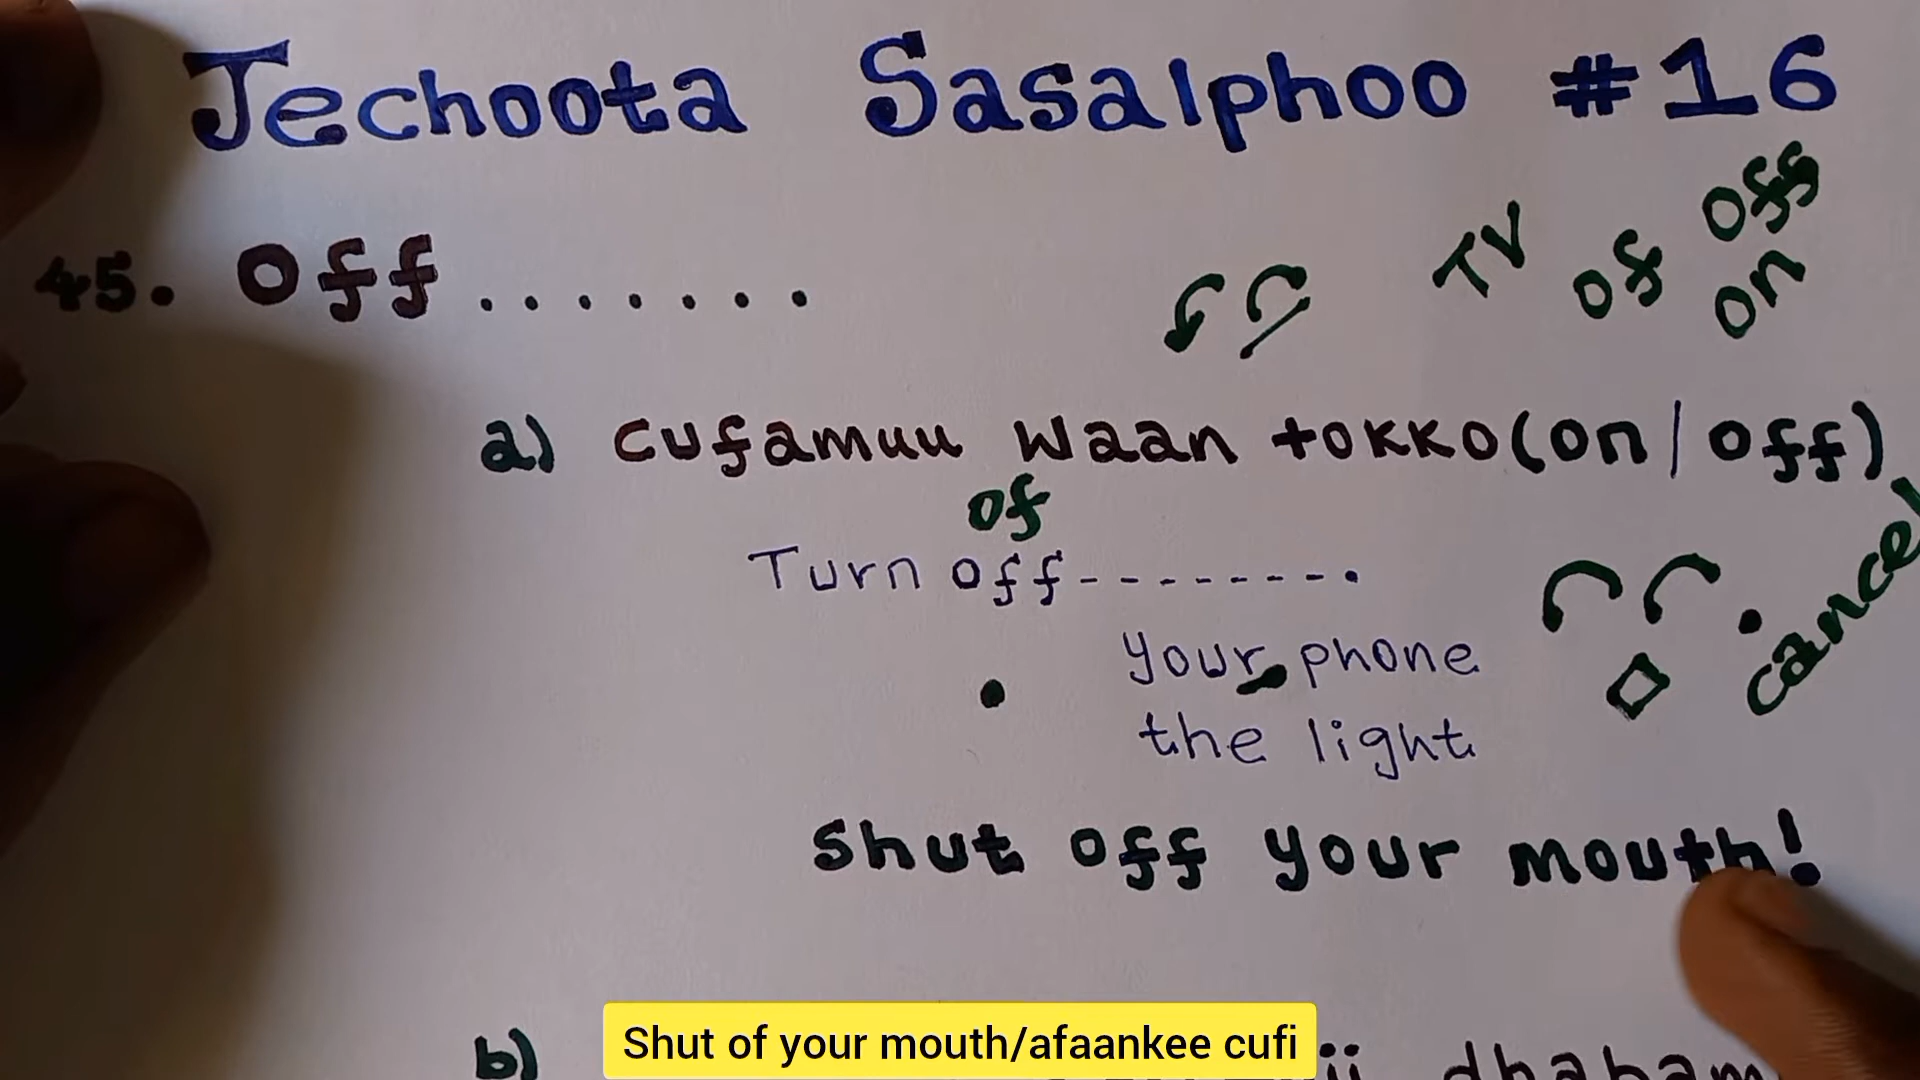 Jechoota Sasalphoo #16
45. Off.......
TV of off
on
a) cufamuu waan tokko(on/off)
of
Turn off--------.
cancel
your phone
the light
Shut off your mouth!
b)
Shut of your mouth/afaankee cufi